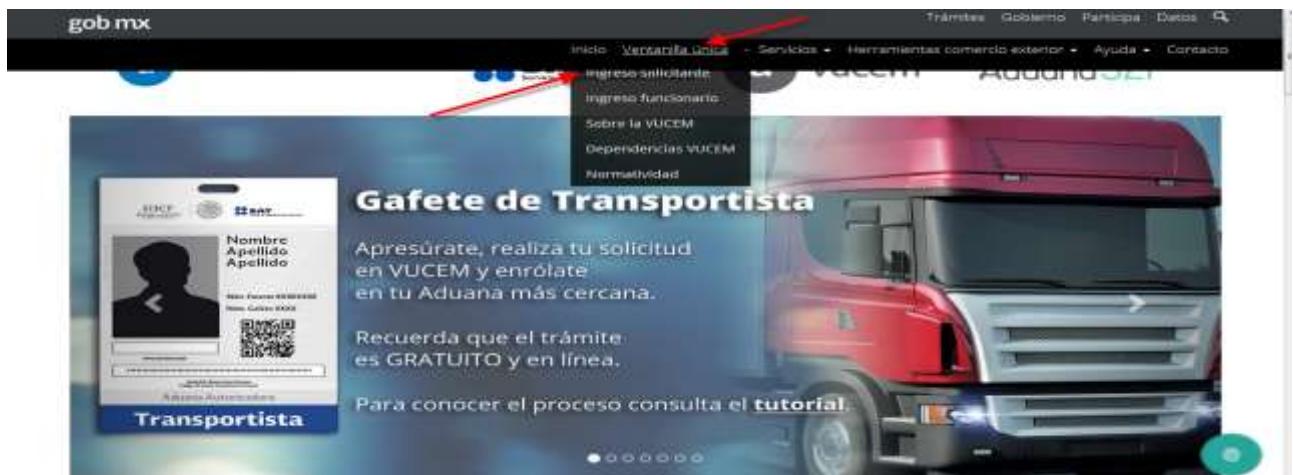 gob mx
Trámites Gobierno Participa Datos
Inicio Ventanilla única Servicios Herramientas comercio exterior Ayuda Contacto
Ingreso solicitante
vucem
Ingreso funcionario
Sobre la VUCEM
Dependencias VUCEM
Normatividad
SHCP SAT
Nombre
Apellido
Apellido
Transportista
Gafete de Transportista
Apresúrate, realiza tu solicitud
en VUCEM y enrólate
en tu Aduana más cercana.
Recuerda que el trámite
es GRATUITO y en línea.
Para conocer el proceso consulta el tutorial.